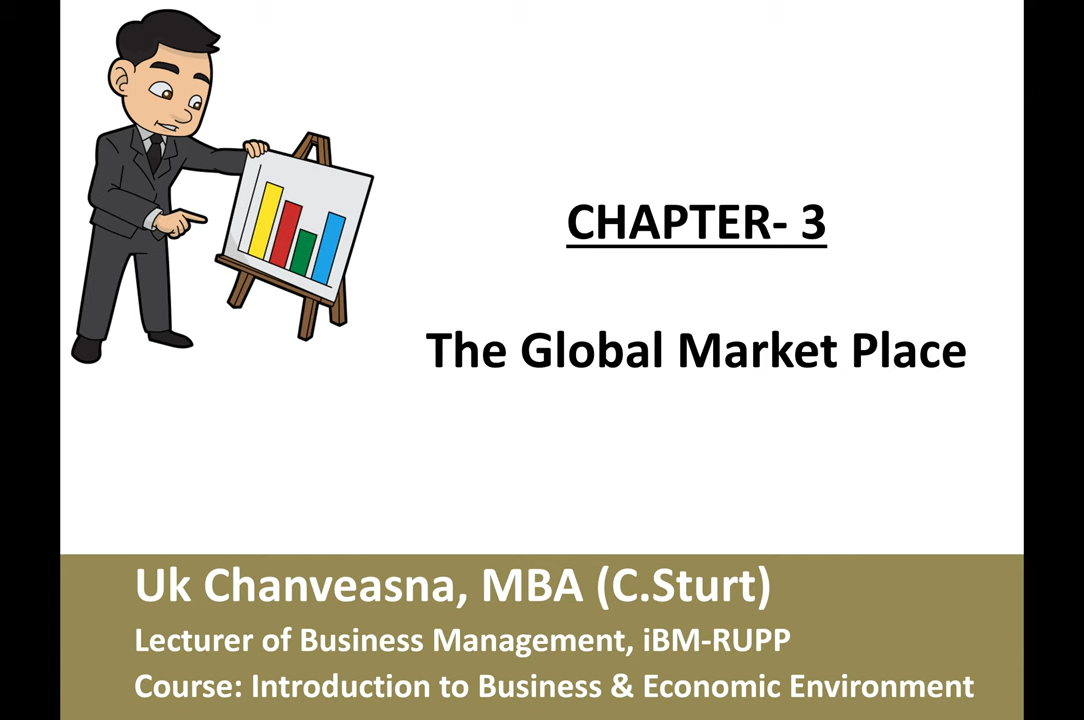 CHAPTER- 3
The Global Market Place
Uk Chanveasna, MBA (C.Sturt)
Lecturer of Business Management, iBM-RUPP
Course: Introduction to Business & Economic Environment